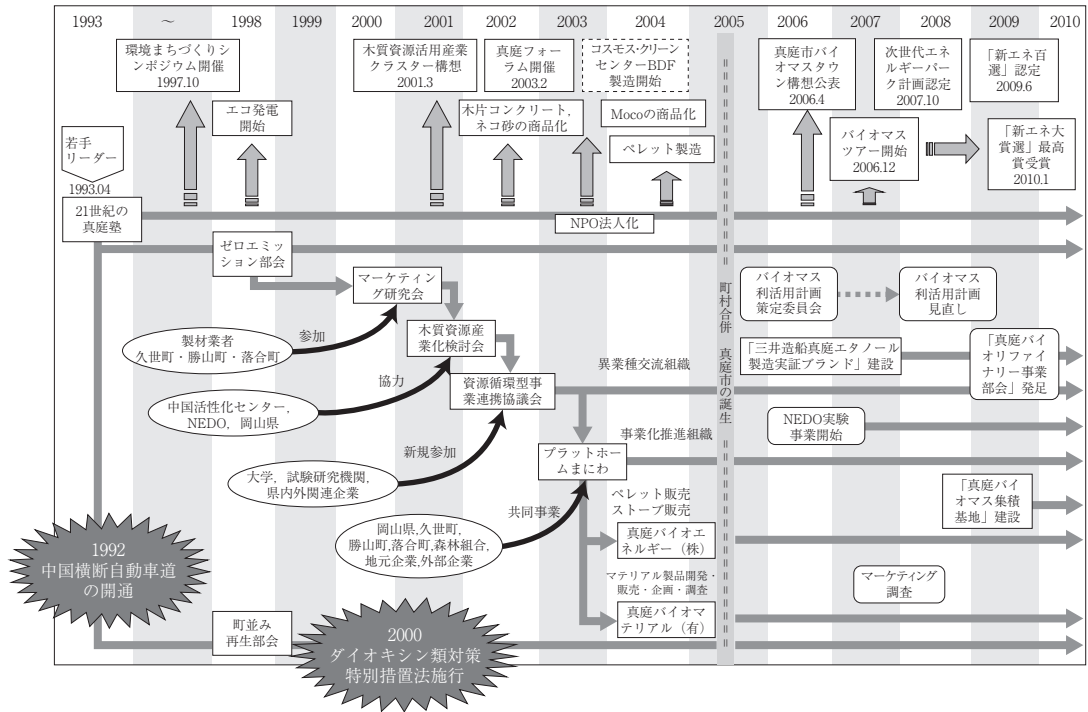 1993 ～ 1998 1999 2000 2001 2002 2003 2004 2005 2006 2007 2008 2009 2010
環境まちづくりシ
ンポジウム開催
1997.10
木質資源活用産業
クラスター構想
2001.3
真庭フォー
ラム開催
2003.2
コスモス・クリーン
センターBDF
製造開始
真庭市バイ
オマスタウ
ン構想公表
2006.4
次世代エネ
ルギーパー
ク計画認定
2007.10
「新エネ百
選」認定
2009.6
エコ発電
開始
木片コンクリート,
ネコ砂の商品化
Mocoの商品化
ペレット製造
バイオマス
ツアー開始
2006.12
「新エネ大
賞選」最高
賞受賞
2010.1
若手
リーダー
1993.04
21世紀の
真庭塾
NPO法人化
ゼロエミッ
ション部会
マーケティン
グ研究会
木質資源産
業化検討会
資源循環型事
業連携協議会
プラットホー
ムまにわ
製材業者
久世町・勝山町・落合町
参加
中国活性化センター,
NEDO, 岡山県
協力
大学, 試験研究機関,
県内外関連企業
新規参加
岡山県,久世町,
勝山町,落合町,森林組合,
地元企業,外部企業
共同事業
異業種交流組織
事業化推進組織
ペレット販売
ストーブ販売
真庭バイオエ
ネルギー（株）
マテリアル製品開発・
販売・企画・調査
真庭バイオマ
テリアル（有）
町村合併 真庭市の誕生
バイオマス
利活用計画
策定委員会
バイオマス
利活用計画
見直し
「三井造船真庭エタノール
製造実証ブランド」建設
「真庭バイ
オリファイ
ナリー事業
部会」発足
NEDO実験
事業開始
「真庭バイ
オマス集積
基地」建設
マーケティング
調査
1992
中国横断自動車道
の開通
町並み
再生部会
2000
ダイオキシン類対策
特別措置法施行